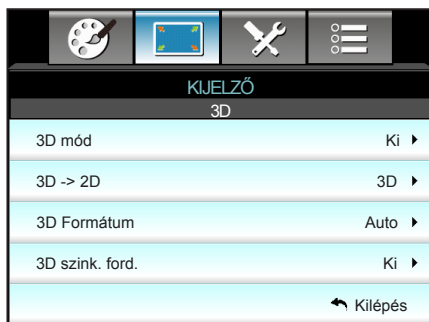 KIJELZŐ
3D
3D mód Ki
3D -> 2D 3D
3D Formátum Auto
3D szink. ford. Ki
Kilépés